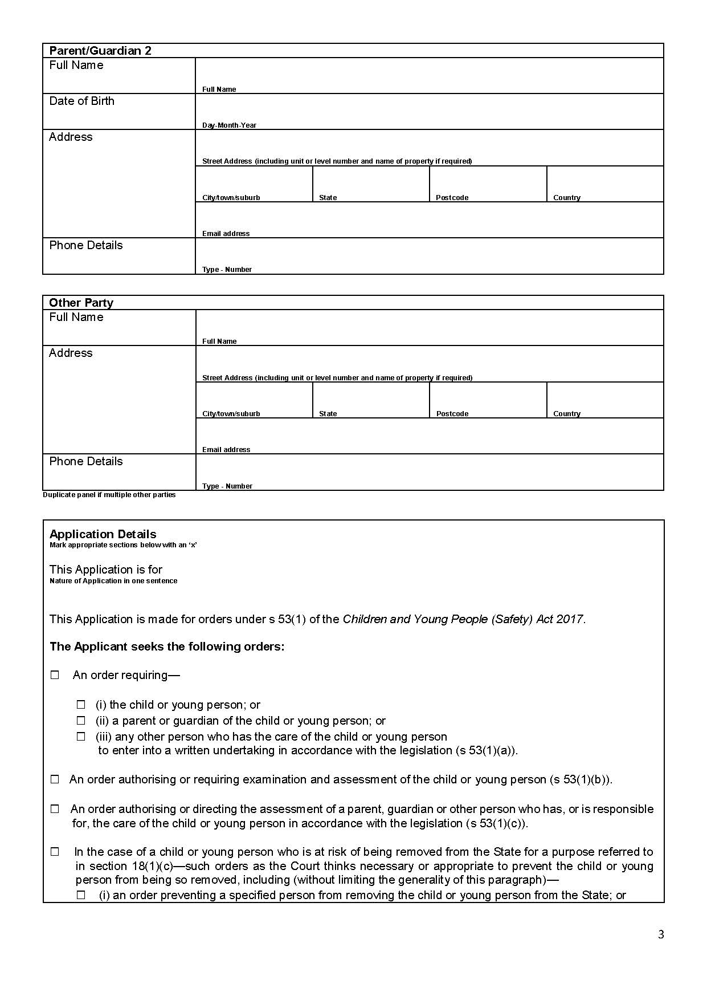 Parent/Guardian 2
Full Name
Full Name
Date of Birth
Day-Month-Year
Address
Street Address (including unit or level number and name of property if required)
City/town/suburb State Postcode Country
Email address
Phone Details
Type - Number
Other Party
Full Name
Full Name
Address
Street Address (including unit or level number and name of property if required)
City/town/suburb State Postcode Country
Email address
Phone Details
Type - Number
Duplicate panel if multiple other parties
Application Details
Mark appropriate sections below with an ‘x’
This Application is for
Nature of Application in one sentence
This Application is made for orders under s 53(1) of the Children and Young People (Safety) Act 2017.
The Applicant seeks the following orders:
☐ An order requiring—
☐ (i) the child or young person; or
☐ (ii) a parent or guardian of the child or young person; or
☐ (iii) any other person who has the care of the child or young person
to enter into a written undertaking in accordance with the legislation (s 53(1)(a)).
☐ An order authorising or requiring examination and assessment of the child or young person (s 53(1)(b)).
☐ An order authorising or directing the assessment of a parent, guardian or other person who has, or is responsible
for, the care of the child or young person in accordance with the legislation (s 53(1)(c)).
☐ In the case of a child or young person who is at risk of being removed from the State for a purpose referred to
in section 18(1)(c)—such orders as the Court thinks necessary or appropriate to prevent the child or young
person from being so removed, including (without limiting the generality of this paragraph)—
☐ (i) an order preventing a specified person from removing the child or young person from the State; or
3